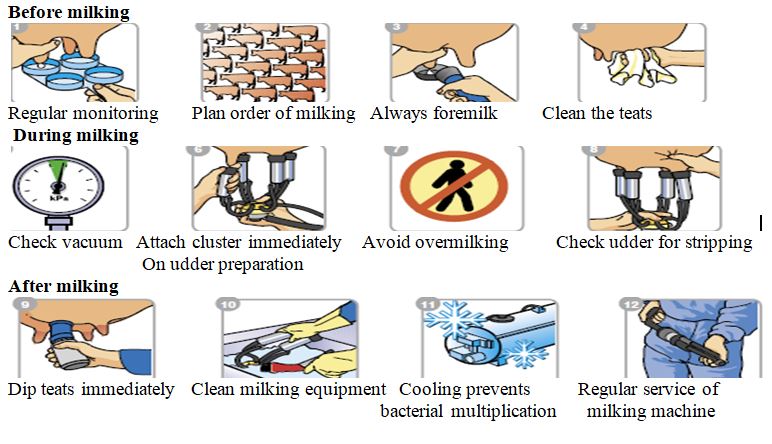 Before milking
1 2 3 4
Regular monitoring Plan order of milking Always foremilk Clean the teats
During milking
6 7 8
kPa
Check vacuum Attach cluster immediately Avoid overmilking Check udder for stripping
On udder preparation
After milking
9 10 11 12
Dip teats immediately Clean milking equipment Cooling prevents Regular service of
bacterial multiplication milking machine